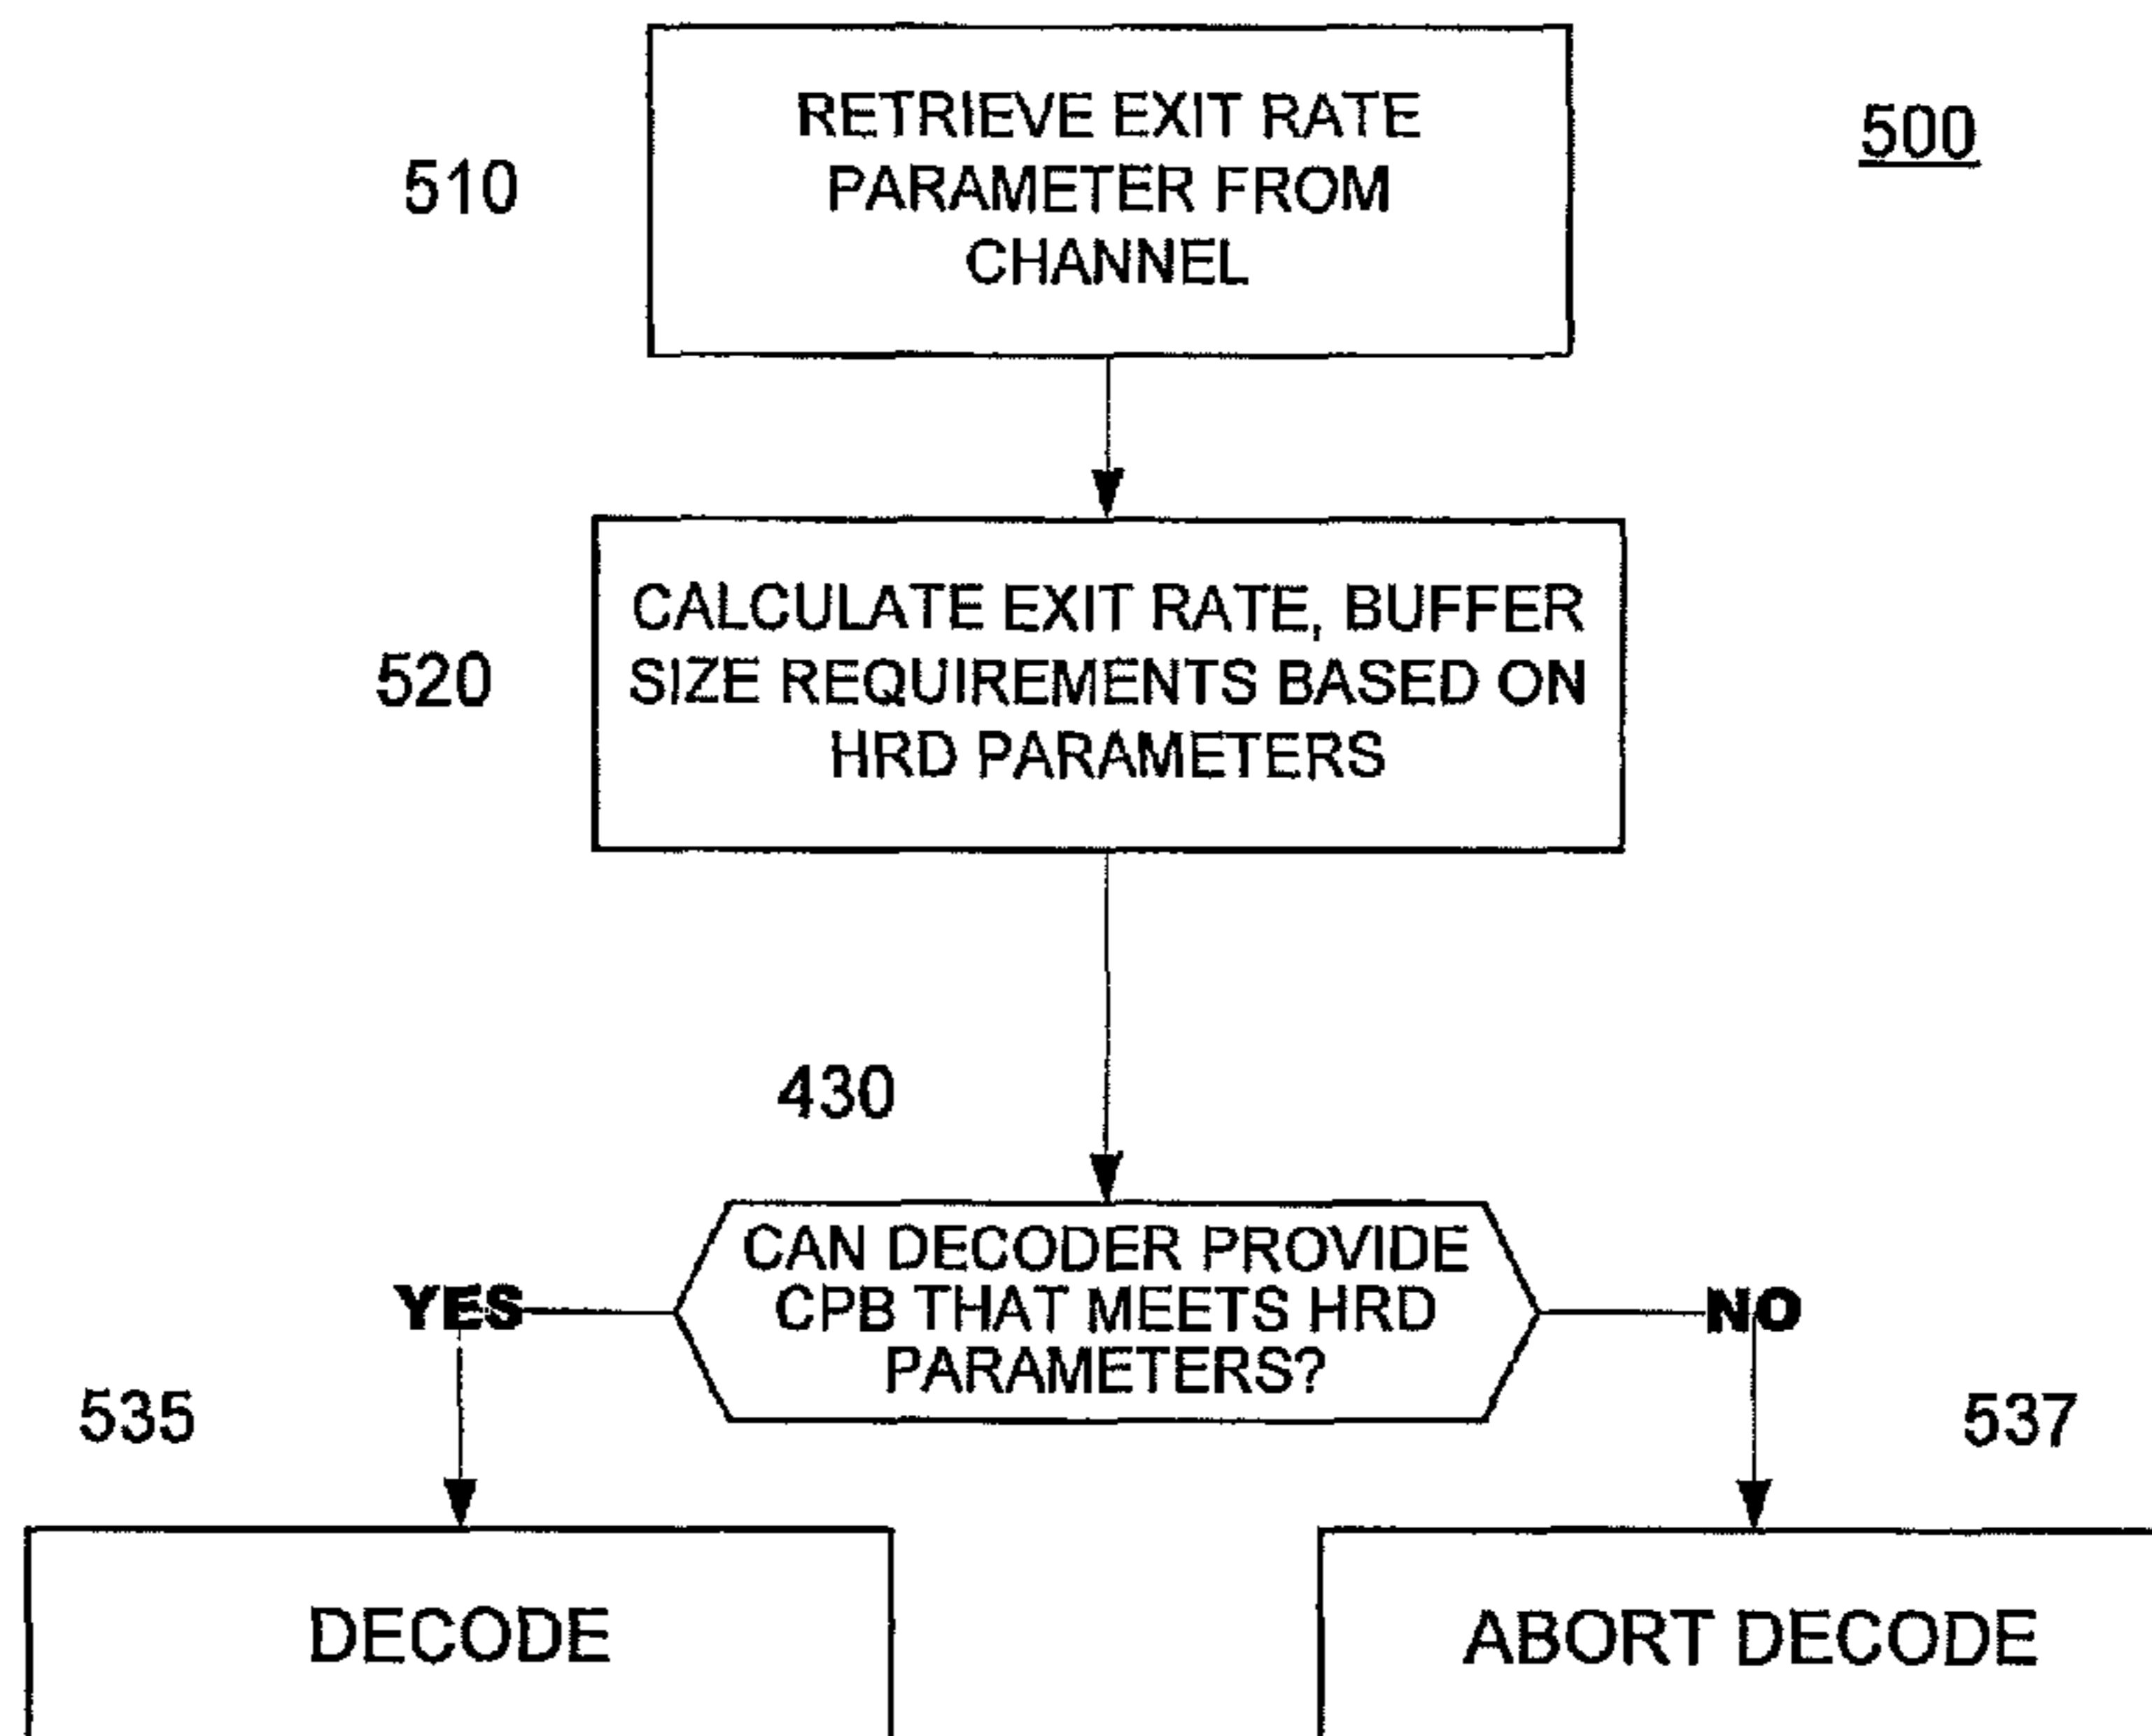 RETRIEVE EXIT RATE
PARAMETER FROM
CHANNEL
500
510
CALCULATE EXIT RATE, BUFFER
SIZE REQUIREMENTS BASED ON
HRD PARAMETERS
520
430
CAN DECODER PROVIDE
CPB THAT MEETS HRD
PARAMETERS?
YES
NO
535
537
DECODE
ABORT DECODE